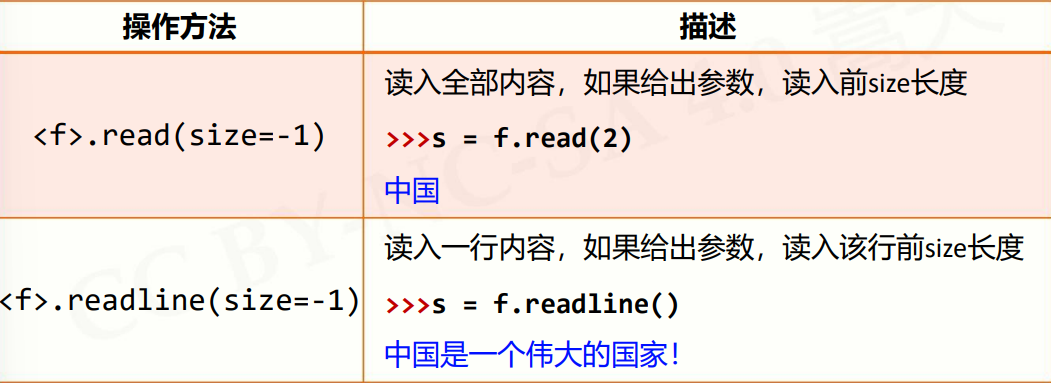 操作方法 描述
<f>.read(size=-1)
读入全部内容，如果给出参数，读入前size长度
>>>s = f.read(2)
中国
<f>.readline(size=-1)
读入一行内容，如果给出参数，读入该行前size长度
>>>s = f.readline()
中国是一个伟大的国家！
CC BY-NC-SA 4.0 嵩天